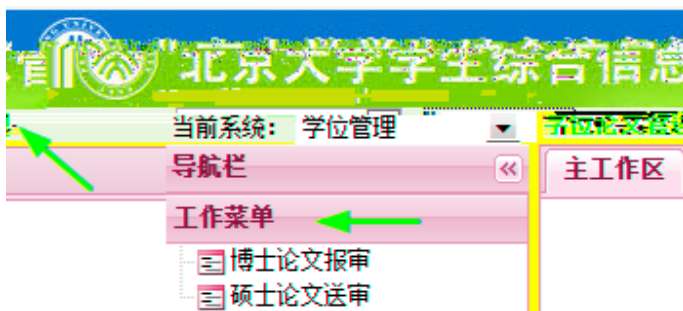 北京大学学生综合信息
当前系统： 学位管理
导航栏
主工作区
工作菜单
博士论文报审
硕士论文送审